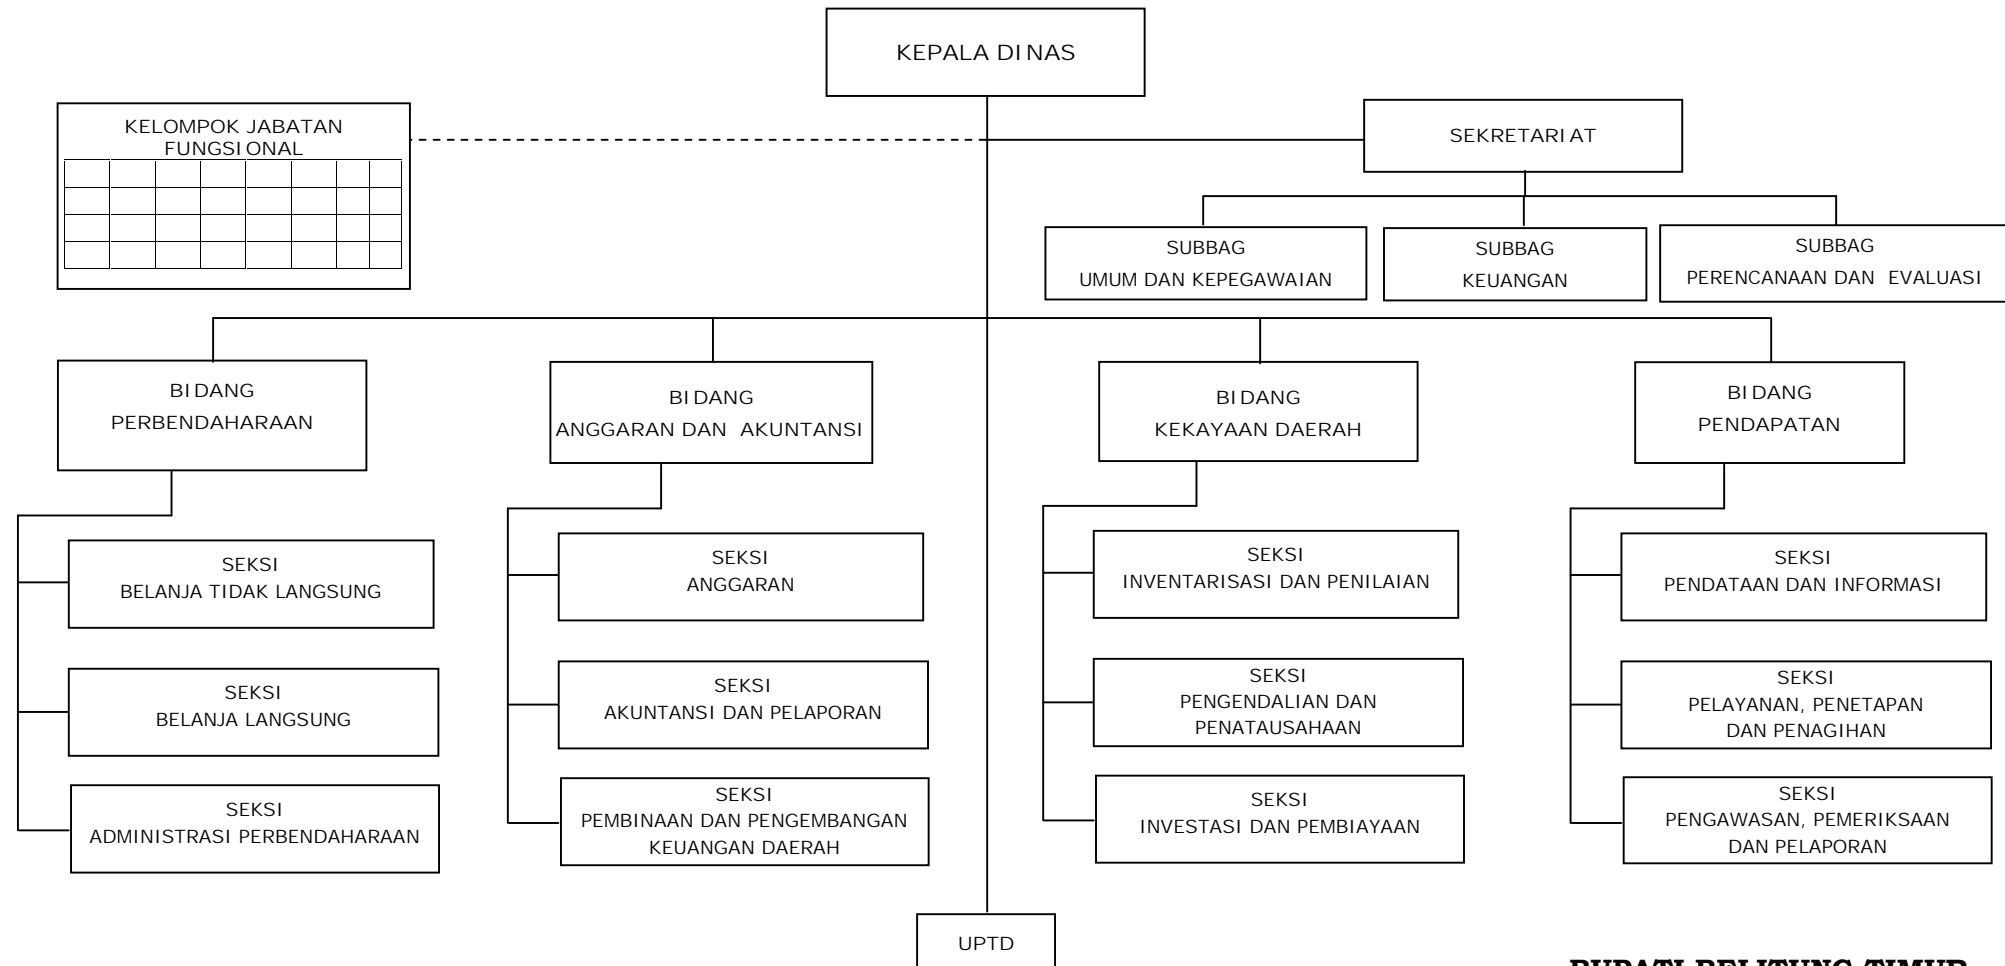 KEPALA DINAS
KELOMPOK JABATAN
FUNGSIONAL
SEKRETARIAT
SUBBAG
UMUM DAN KEPEGAWAIAN
SUBBAG
KEUANGAN
SUBBAG
PERENCANAAN DAN EVALUASI
BIDANG
PERBENDAHARAAN
BIDANG
ANGGARAN DAN AKUNTANSI
BIDANG
KEKAYAAN DAERAH
BIDANG
PENDAPATAN
SEKSI
BELANJA TIDAK LANGSUNG
SEKSI
BELANJA LANGSUNG
SEKSI
ADMINISTRASI PERBENDAHARAAN
SEKSI
ANGGARAN
SEKSI
AKUNTANSI DAN PELAPORAN
SEKSI
PEMBINAAN DAN PENGEMBANGAN
KEUANGAN DAERAH
SEKSI
INVENTARISASI DAN PENILAIAN
SEKSI
PENGENDALIAN DAN
PENATAUSAHAAN
SEKSI
INVESTASI DAN PEMBIAYAAN
SEKSI
PENDATAAN DAN INFORMASI
SEKSI
PELAYANAN, PENETAPAN
DAN PENAGIHAN
SEKSI
PENGAWASAN, PEMERIKSAAN
DAN PELAPORAN
UPTD
BUPATI BELITUNG TIMUR